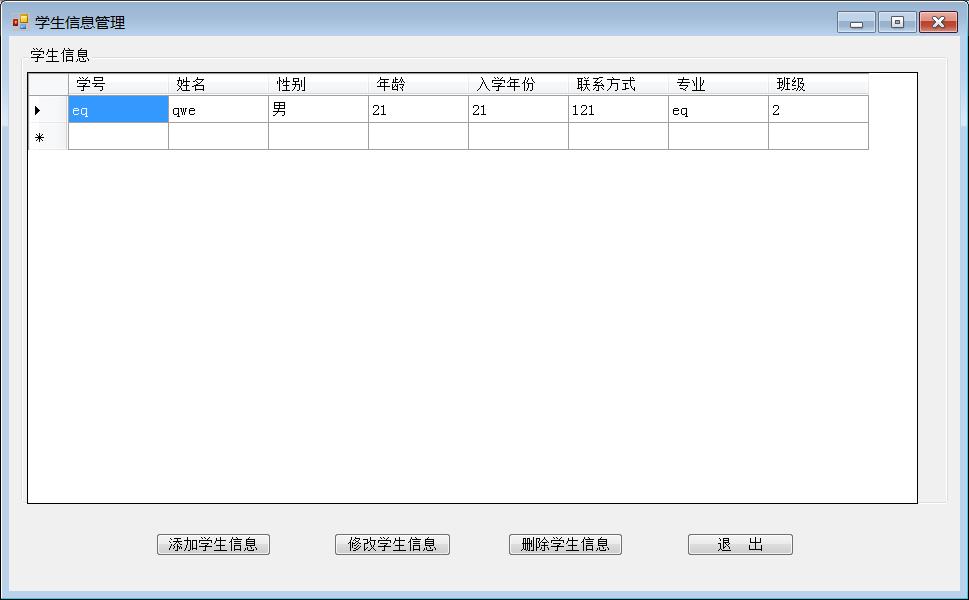 学生信息管理
学生信息
学号 姓名 性别 年龄 入学年份 联系方式 专业 班级
eq qwe 男 21 21 121 eq 2
添加学生信息 修改学生信息 删除学生信息 退 出